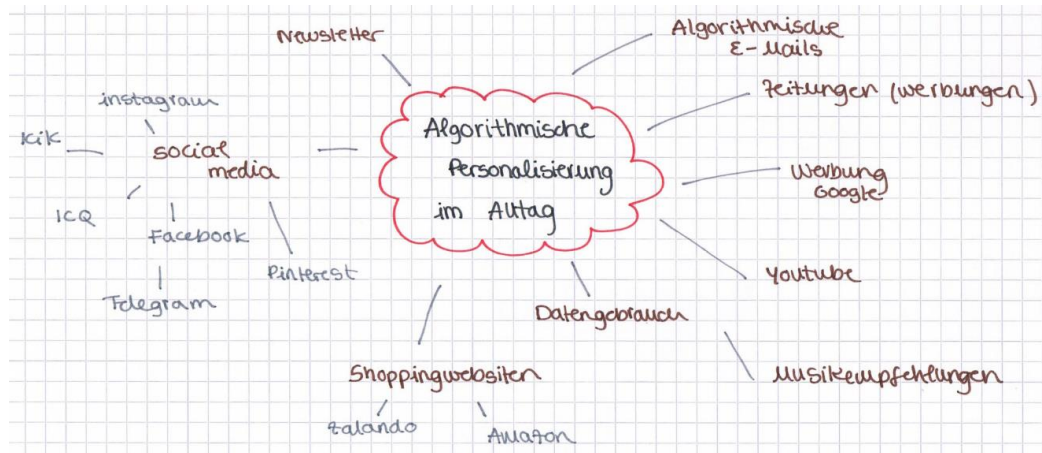 Newsletter
Algorithmische
E-Mails
Zeitungen (werbungen)
instagram
Kik
social
media
Algorithmische
Personalisierung
im Alltag
Werbung
Google
ICQ
Facebook
Pinterest
Telegram
Youtube
Datengebrauch
Shoppingwebsiten
Musikempfehlungen
Zalando
Amazon